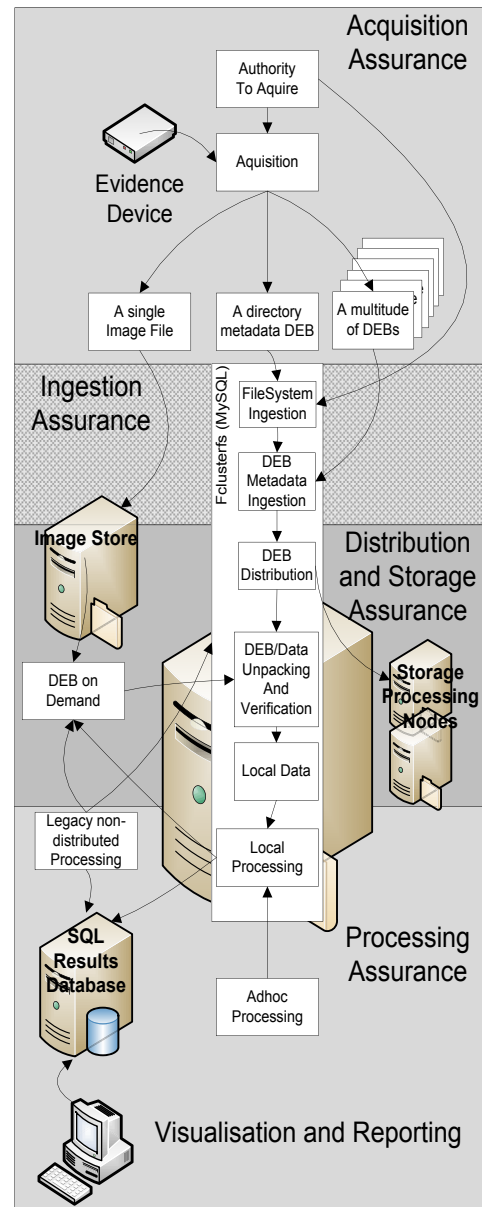 Acquisition
Assurance
Authority
To Aquire
Aquisition
Evidence
Device
A single
Image File
A directory
metadata DEB
A multitude
of DEBs
Ingestion
Assurance
Fclusterfs (MySQL)
FileSystem
Ingestion
DEB
Metadata
Ingestion
Image Store
DEB
Distribution
Distribution
and Storage
Assurance
DEB on
Demand
DEB/Data
Unpacking
And
Verification
Storage
Processing
Nodes
Local Data
Legacy non-
distributed
Processing
Local
Processing
SQL
Results
Database
Processing
Assurance
Adhoc
Processing
Visualisation and Reporting